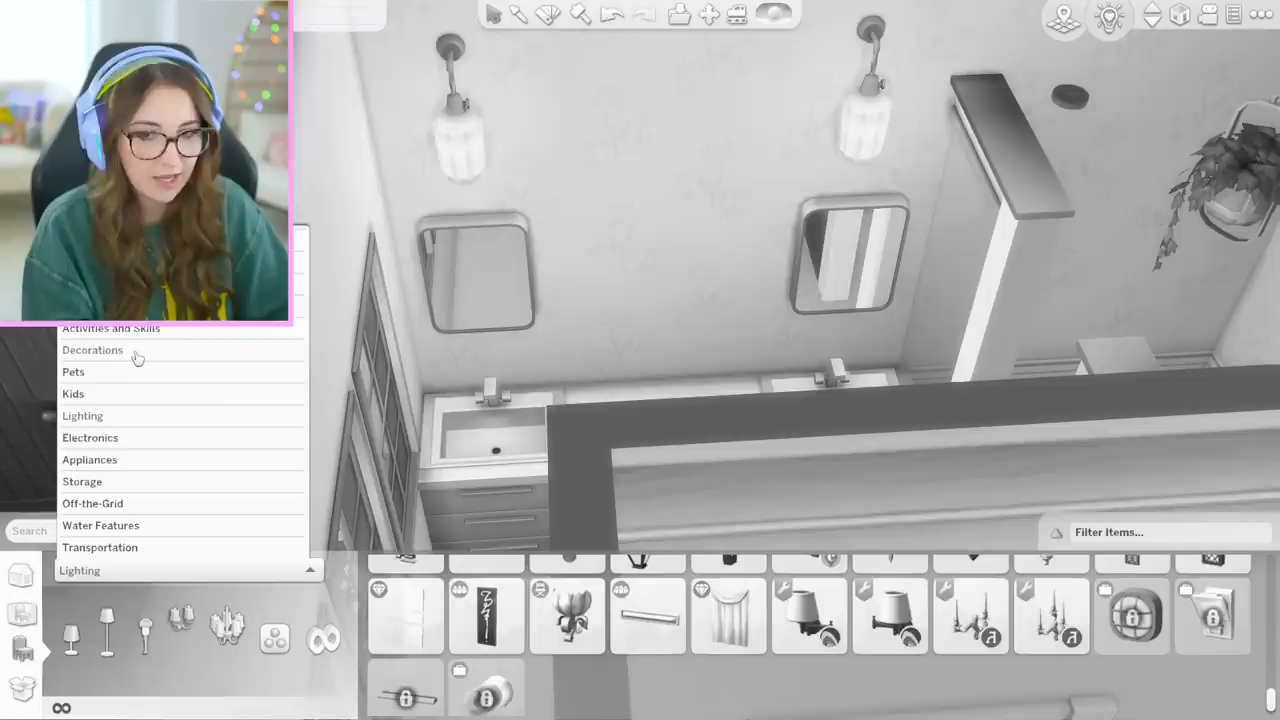 Activities and Skills
Decorations
Pets
Kids
Lighting
Electronics
Appliances
Storage
Off-the-Grid
Water Features
Transportation
Search
Filter Items...
Lighting